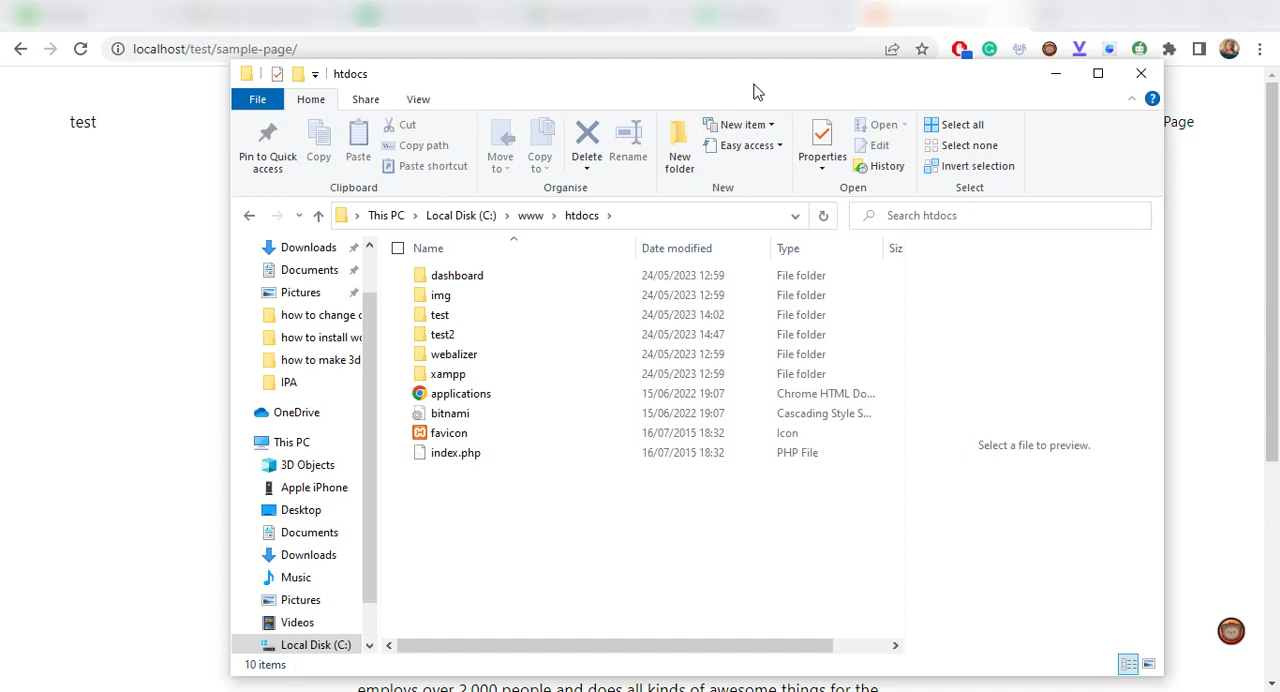 localhost/test/sample-page/
htdocs
File Home Share View
test
Page
Pin to Quick access
Copy
Paste
Cut
Copy path
Paste shortcut
Clipboard
Move to
Copy to
Delete
Rename
Organise
New folder
New item
Easy access
New
Properties
Open
Edit
History
Open
Select all
Select none
Invert selection
Select
This PC > Local Disk (C:) > www > htdocs >
Search htdocs
Name Date modified Type Siz
Downloads
Documents
Pictures
how to change c
how to install wo
how to make 3d
IPA
OneDrive
This PC
3D Objects
Apple iPhone
Desktop
Documents
Downloads
Music
Pictures
Videos
Local Disk (C:)
dashboard 24/05/2023 12:59 File folder
img 24/05/2023 12:59 File folder
test 24/05/2023 14:02 File folder
test2 24/05/2023 14:47 File folder
webalizer 24/05/2023 12:59 File folder
xampp 24/05/2023 12:59 File folder
applications 15/06/2022 19:07 Chrome HTML Do...
bitnami 15/06/2022 19:07 Cascading Style S...
favicon 16/07/2015 18:32 Icon
index.php 16/07/2015 18:32 PHP File
Select a file to preview.
10 items
employs over 2,000 people and does all kinds of awesome things for the